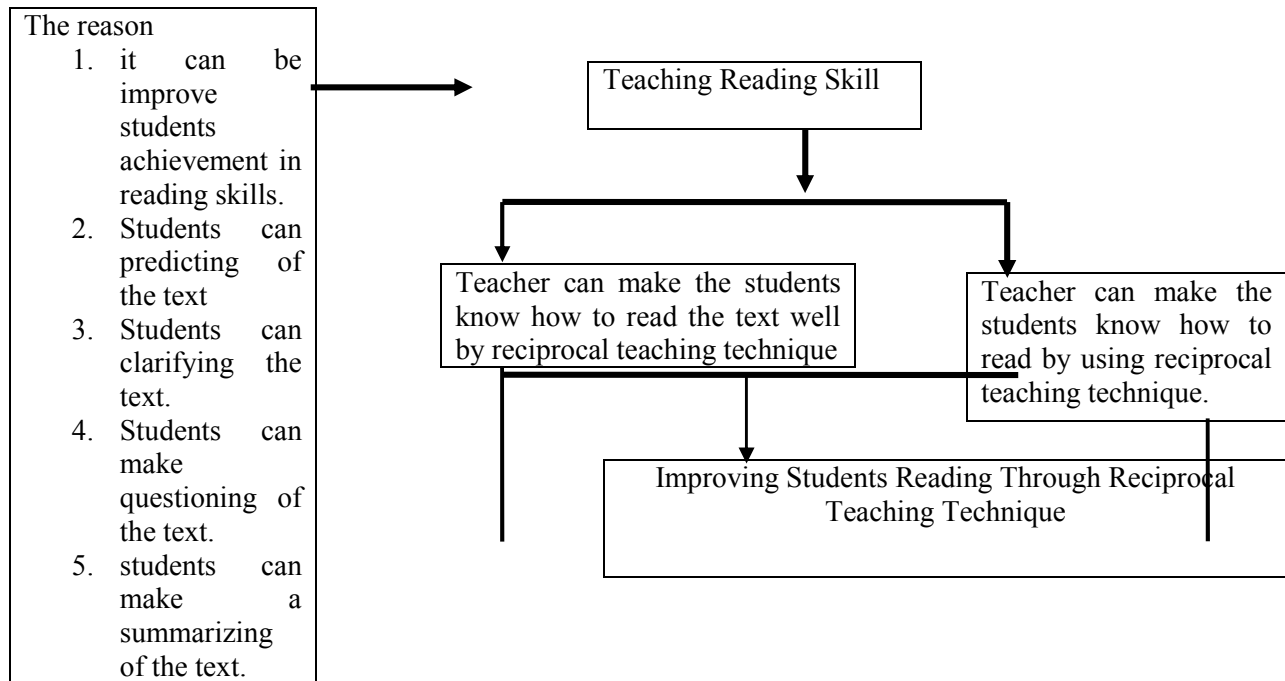 The reason
1. it can be
improve
students
achievement in
reading skills.
2. Students can
predicting of
the text
3. Students can
clarifying the
text.
4. Students can
make
questioning of
the text.
5. students can
make a
summarizing
of the text.
Teaching Reading Skill
Teacher can make the students
know how to read the text well
by reciprocal teaching technique
Teacher can make the
students know how to
read by using reciprocal
teaching technique.
Improving Students Reading Through Reciprocal
Teaching Technique